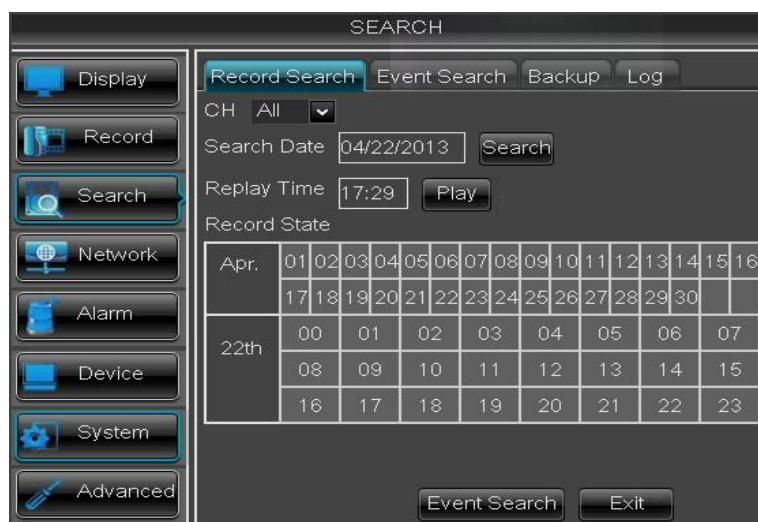 SEARCH
Display
Record
Search
Network
Alarm
Device
System
Advanced
Record Search Event Search Backup Log
CH All
Search Date 04/22/2013 Search
Replay Time 17:29 Play
Record State
Apr. 01 02 03 04 05 06 07 08 09 10 11 12 13 14 15 16
17 18 19 20 21 22 23 24 25 26 27 28 29 30
22th 00 01 02 03 04 05 06 07
08 09 10 11 12 13 14 15
16 17 18 19 20 21 22 23
Event Search Exit